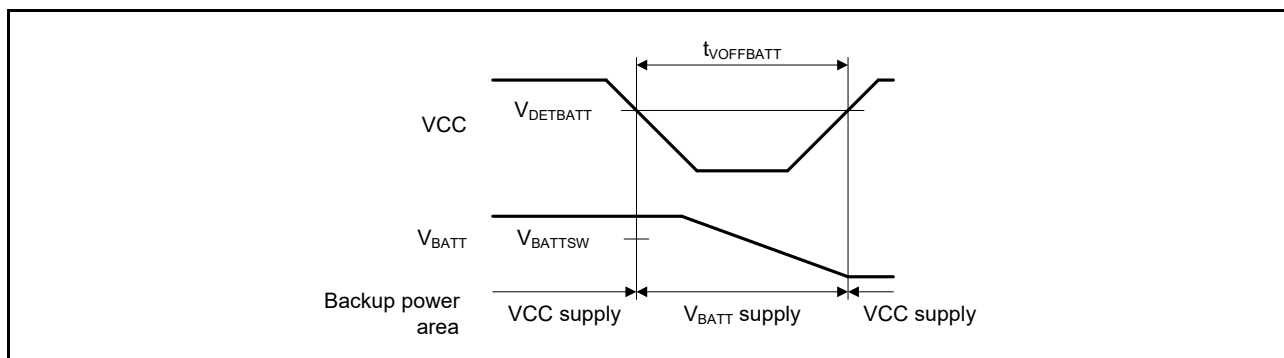 tVOFFBATT
VCC
VDETBATT
VBATT
VBATTSW
Backup power
area
VCC supply
VBATT supply
VCC supply